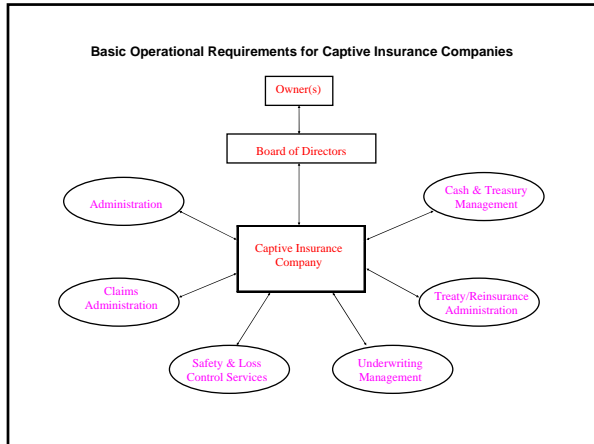 Basic Operational Requirements for Captive Insurance Companies
Owner(s)
Board of Directors
Cash & Treasury
Management
Administration
Captive Insurance
Company
Claims
Administration
Treaty/Reinsurance
Administration
Safety & Loss
Control Services
Underwriting
Management